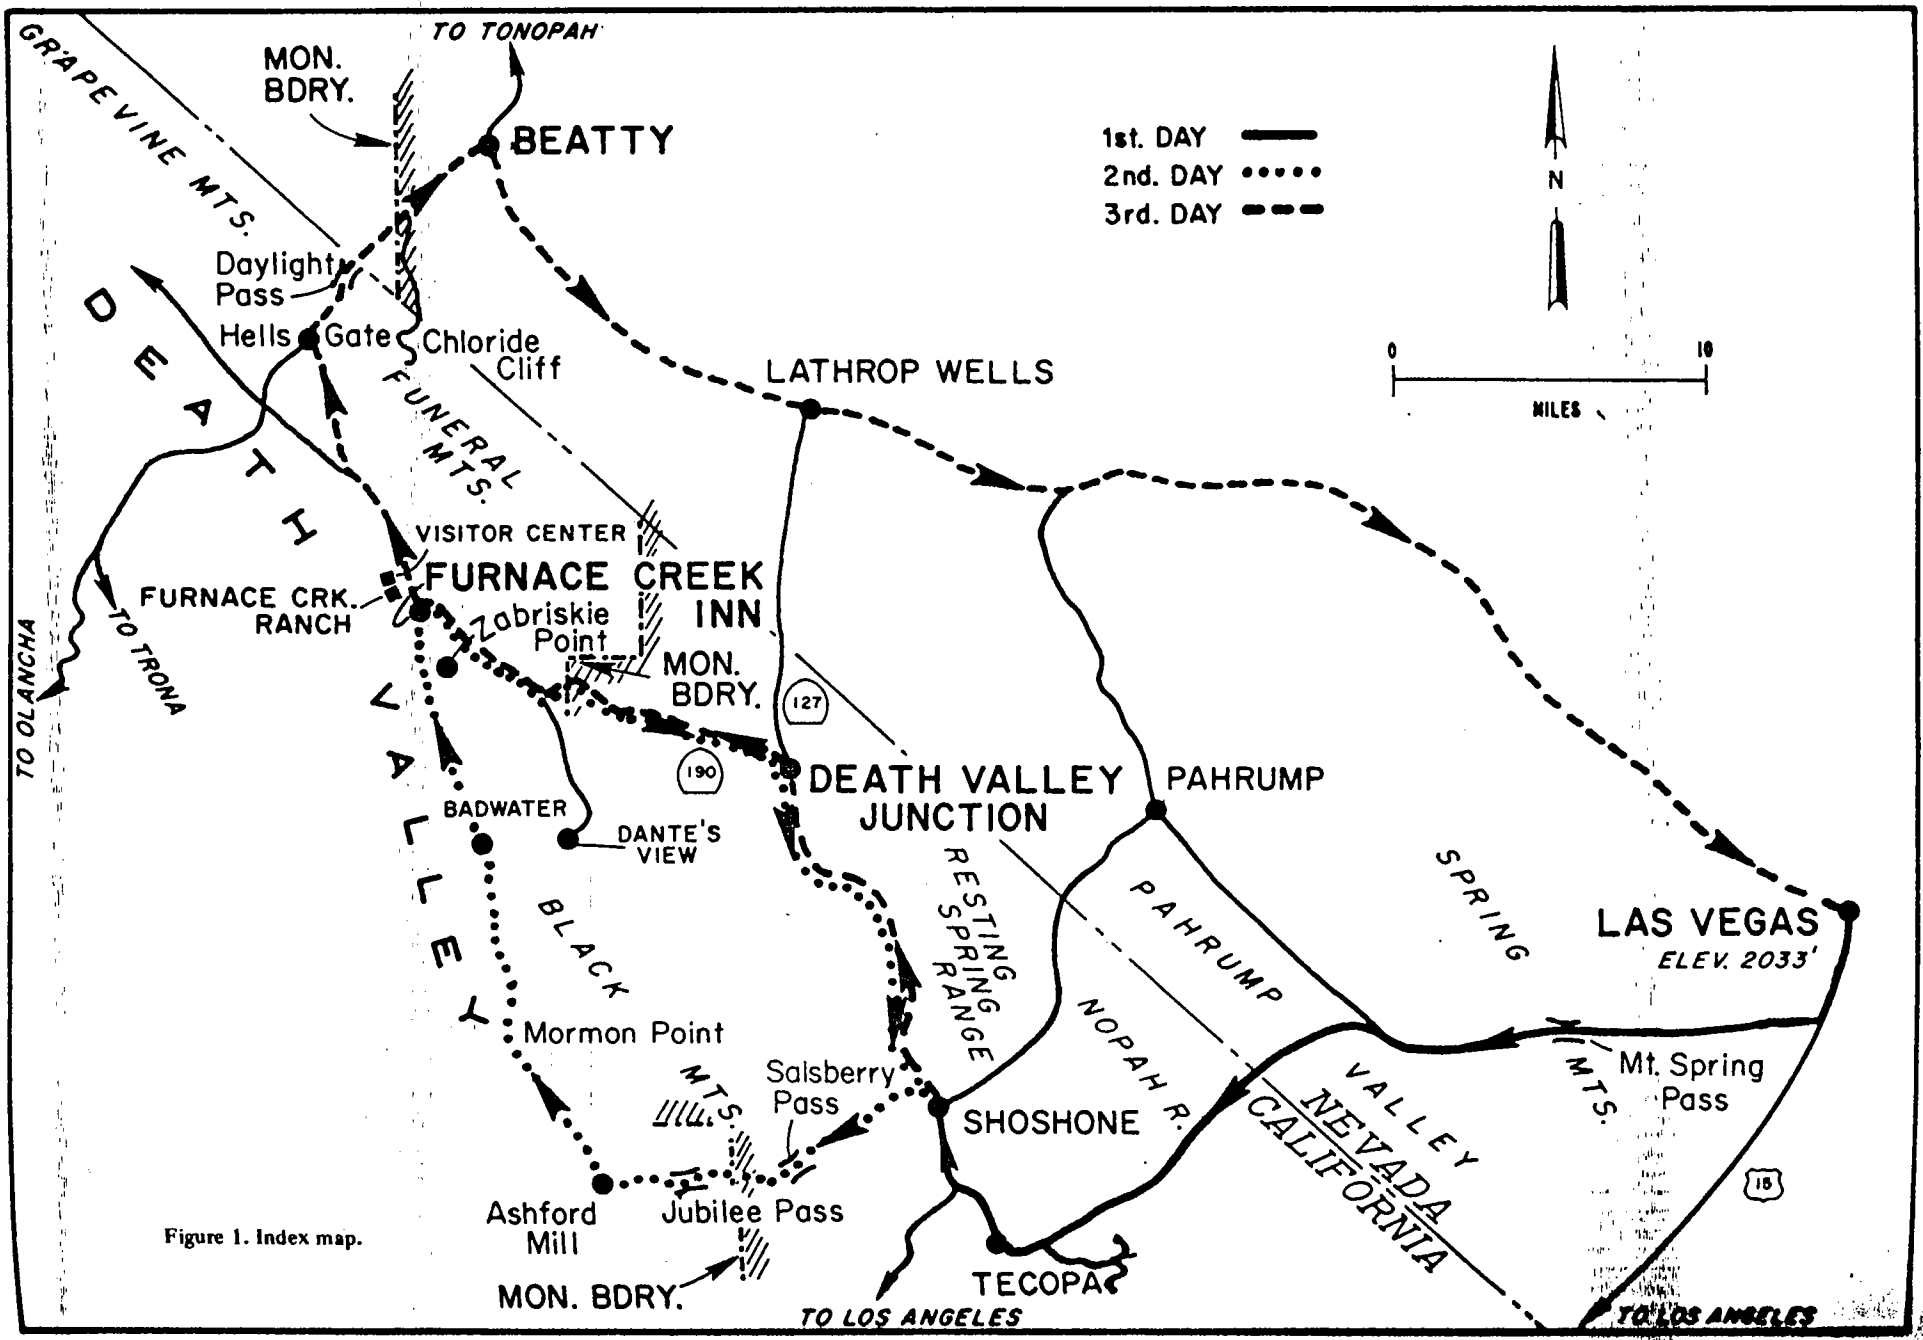 TO TONOPAH
GRAPEVINE MTS.
MON.
BDRY.
BEATTY
1st. DAY
2nd. DAY
3rd. DAY
N
Daylight
Pass
Hells Gate
Chloride
Cliff
0 10
MILES
LATHROP WELLS
FUNERAL
MTS.
DEATH VALLEY
VISITOR CENTER
FURNACE CREEK
INN
FURNACE CRK.
RANCH
Zabriskie
Point
MON.
BDRY.
TO OLANCHA
TO TRONA
127
190
DEATH VALLEY
JUNCTION
PAHRUMP
BADWATER
DANTE'S
VIEW
BLACK
MTS.
RESTING
SPRING
RANGE
PAHRUMP
VALLEY
NOPAH R.
SPRING
MTS.
LAS VEGAS
ELEV. 2033'
Mormon Point
Salsberry
Pass
SHOSHONE
Mt. Spring
Pass
NEVADA
CALIFORNIA
15
Ashford
Mill
Jubilee Pass
MON. BDRY.
TECOPA
Figure 1. Index map.
TO LOS ANGELES
TO LOS ANGELES